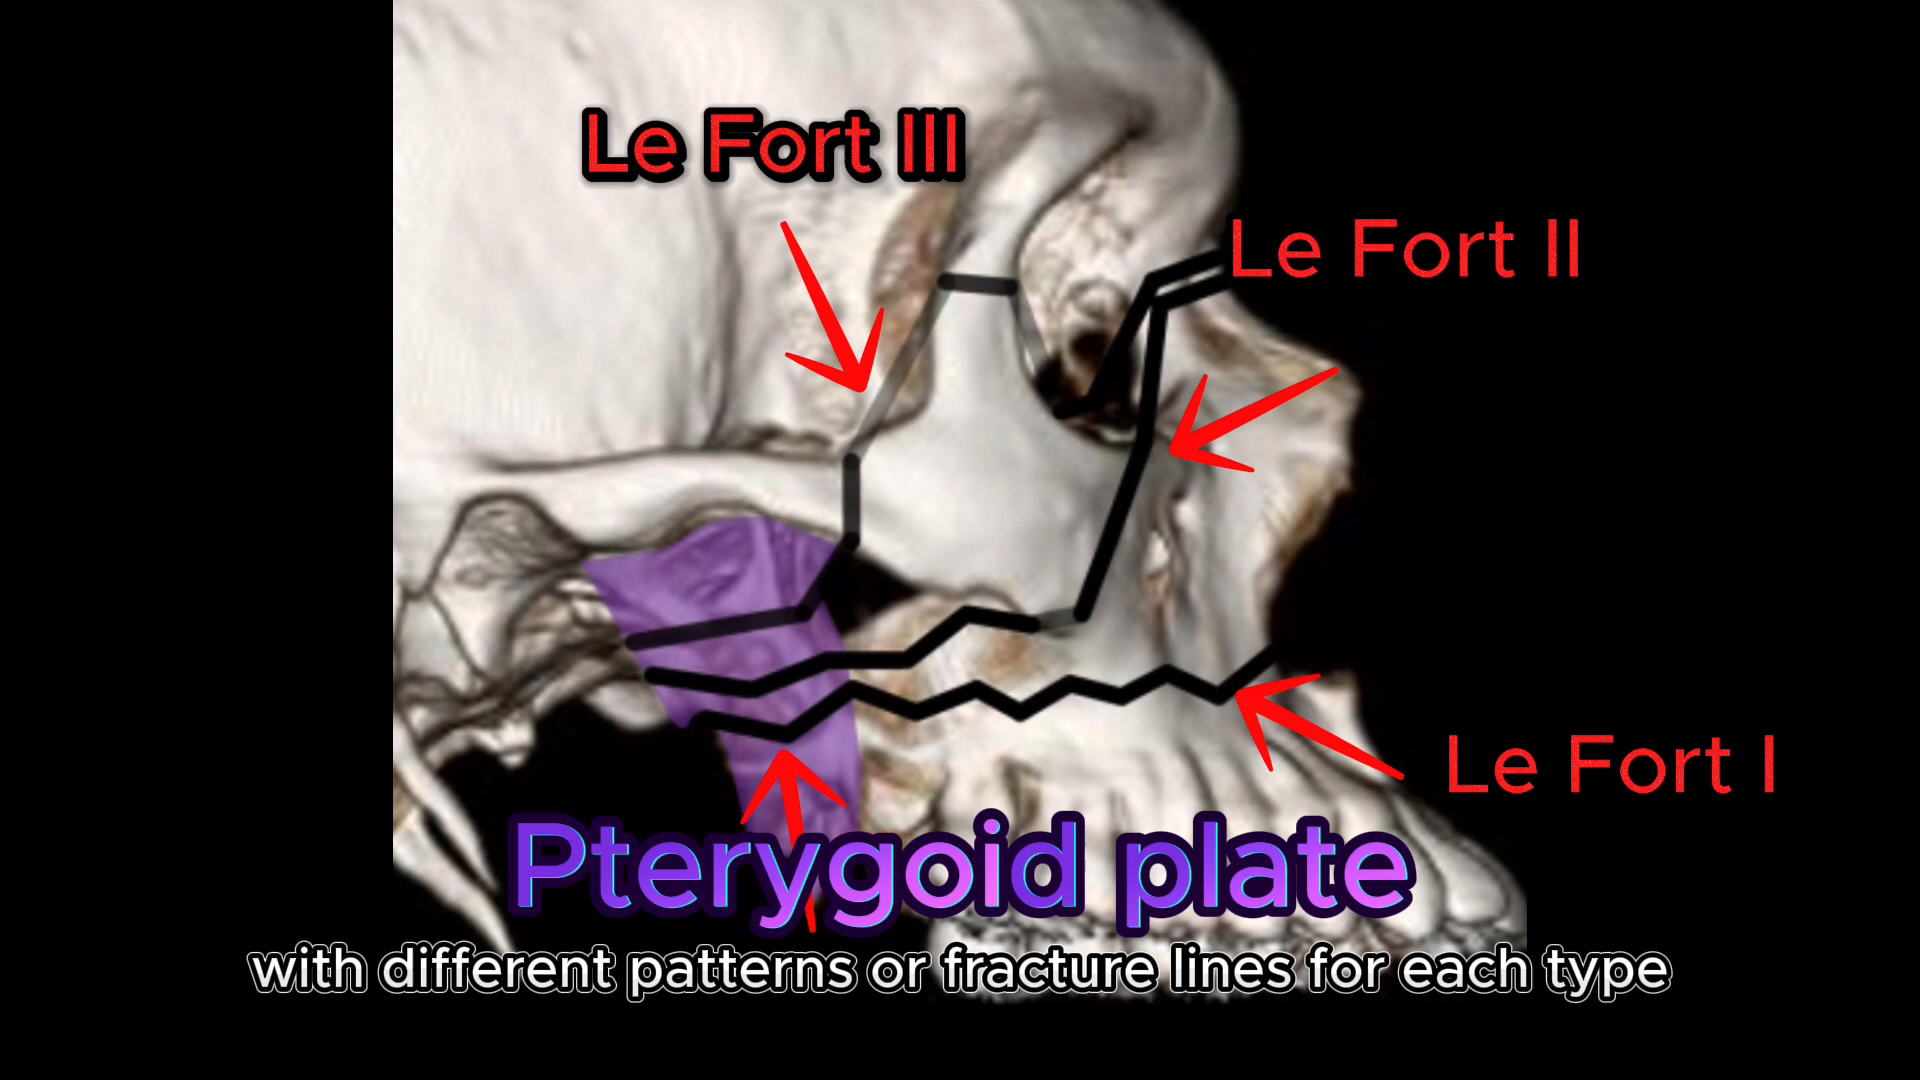 Le Fort III
Le Fort II
Le Fort I
Pterygoid plate
with different patterns or fracture lines for each type